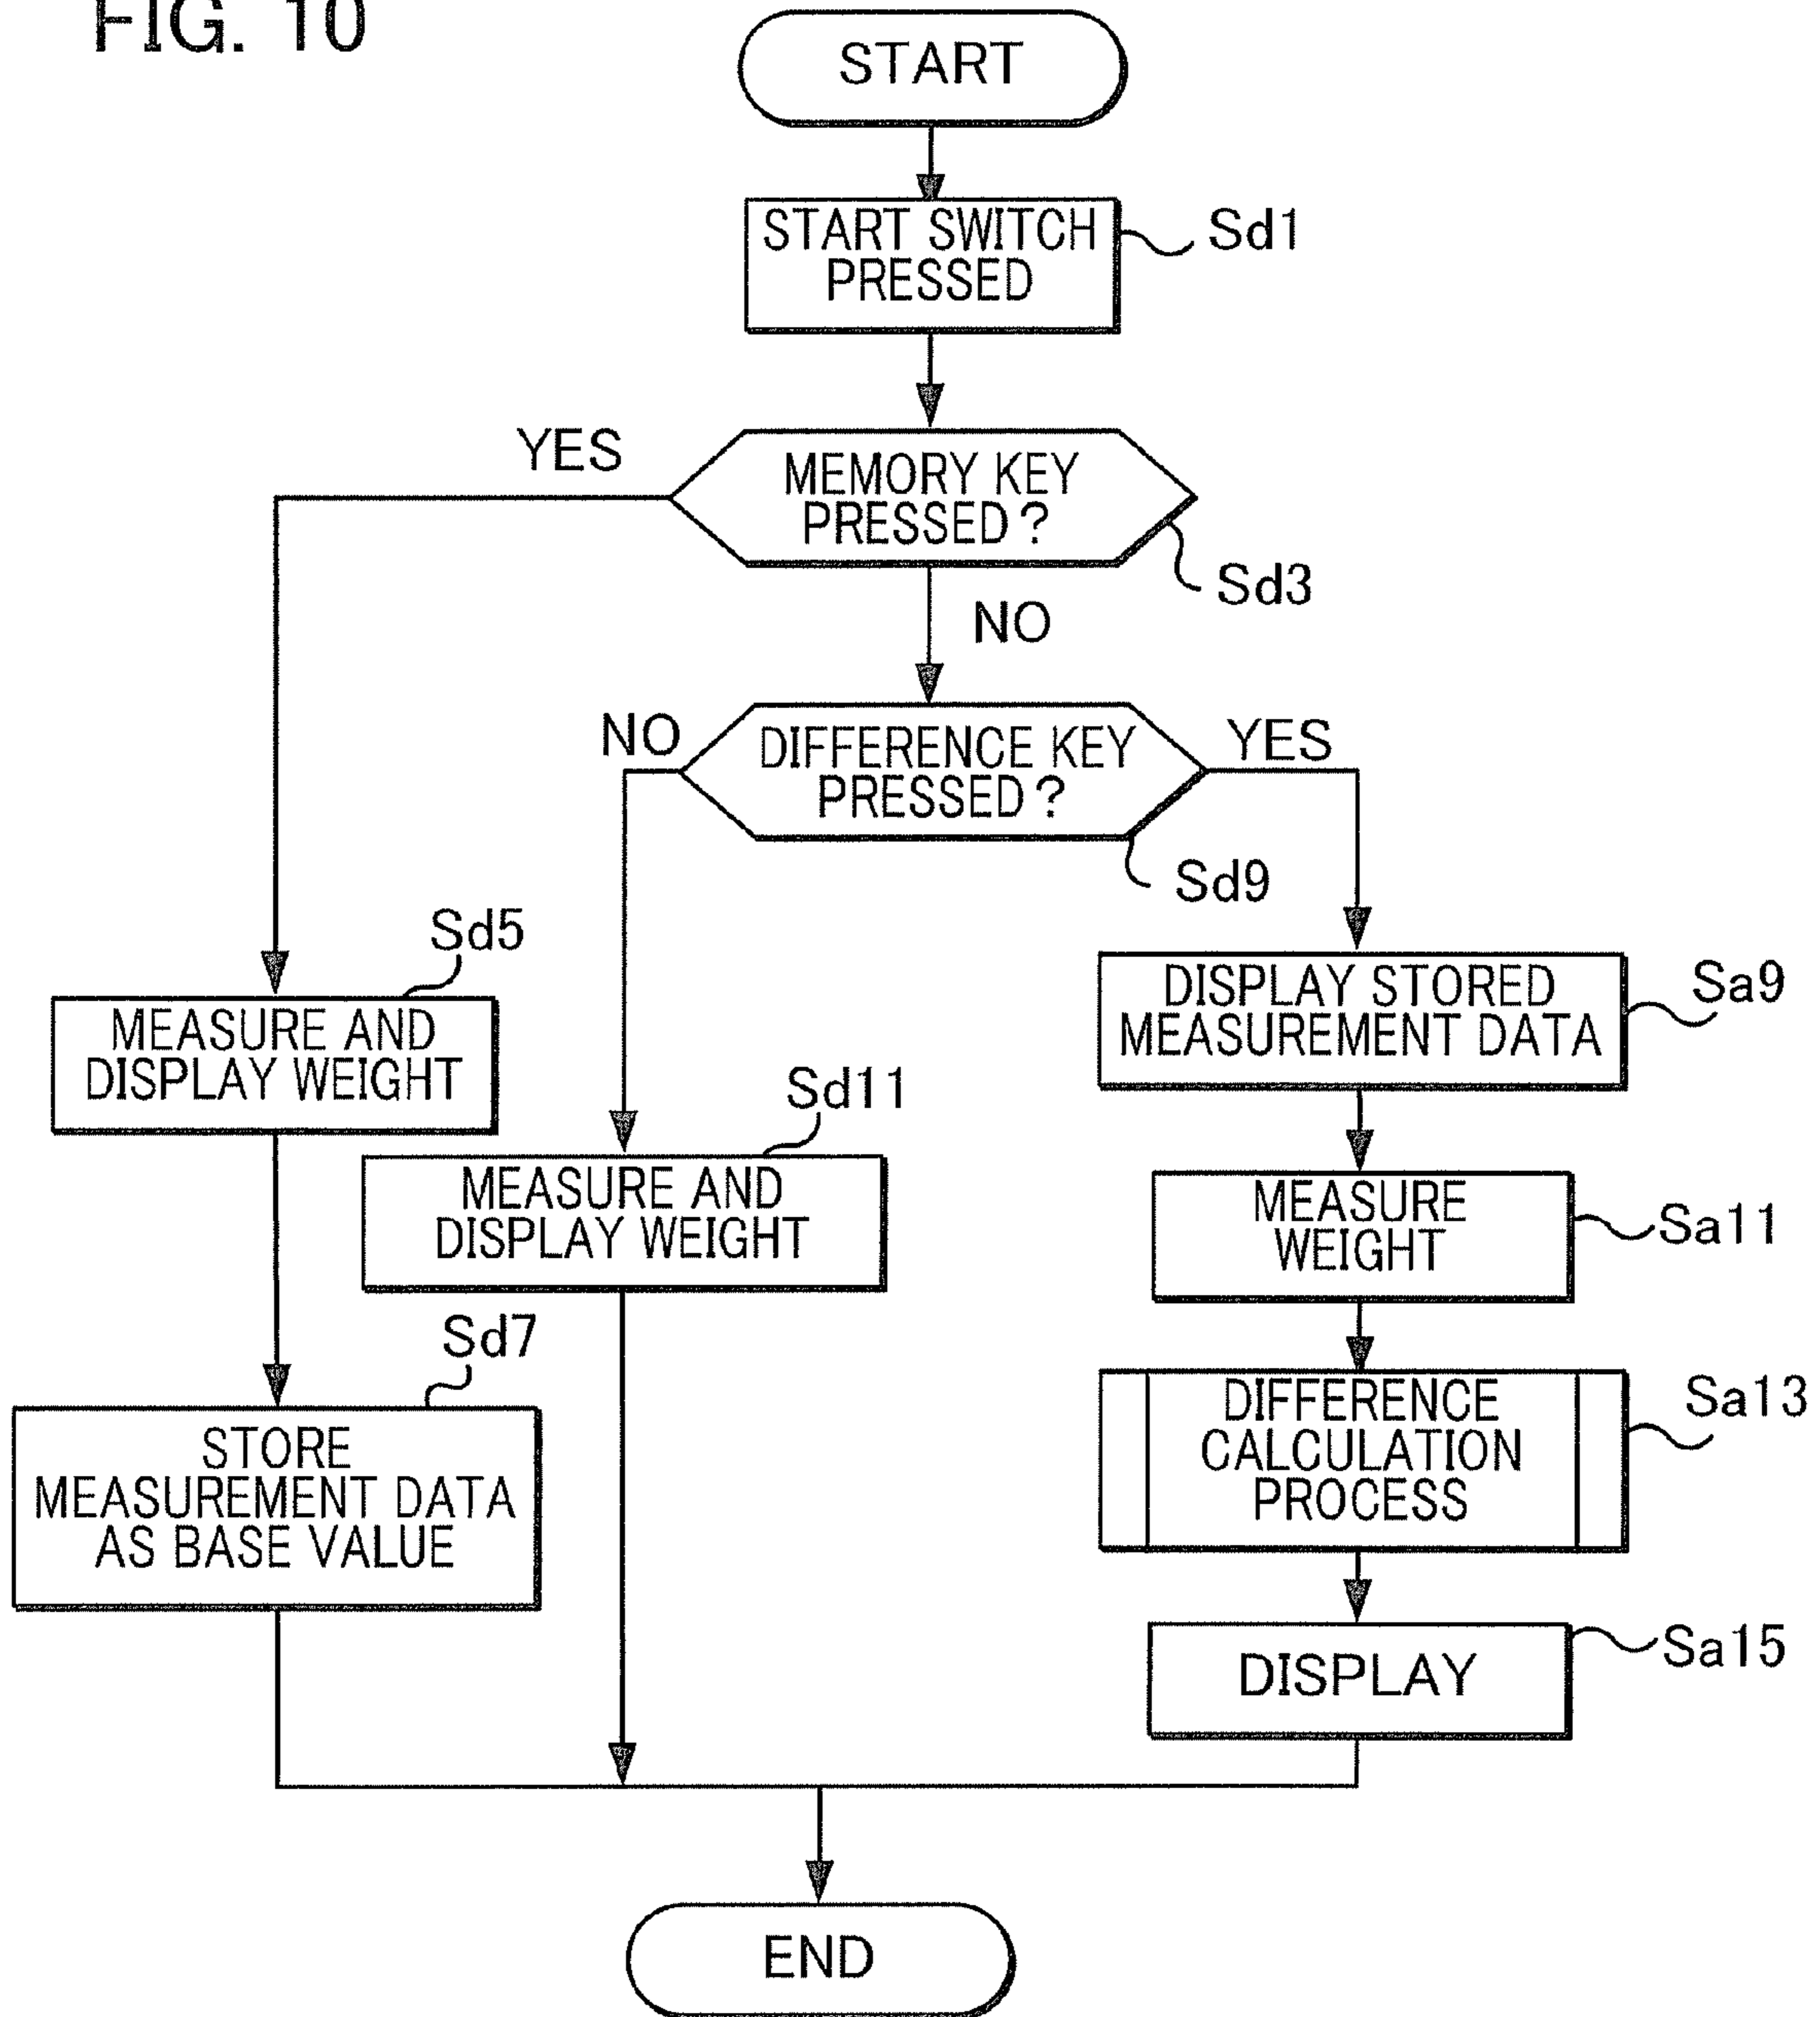 FIG. 10
START
START SWITCH
PRESSED
Sd1
YES
MEMORY KEY
PRESSED?
Sd3
NO
NO
DIFFERENCE KEY
PRESSED?
YES
Sd9
Sd5
MEASURE AND
DISPLAY WEIGHT
Sd11
MEASURE AND
DISPLAY WEIGHT
DISPLAY STORED
MEASUREMENT DATA
Sa9
MEASURE
WEIGHT
Sa11
Sd7
STORE
MEASUREMENT DATA
AS BASE VALUE
DIFFERENCE
CALCULATION
PROCESS
Sa13
DISPLAY
Sa15
END